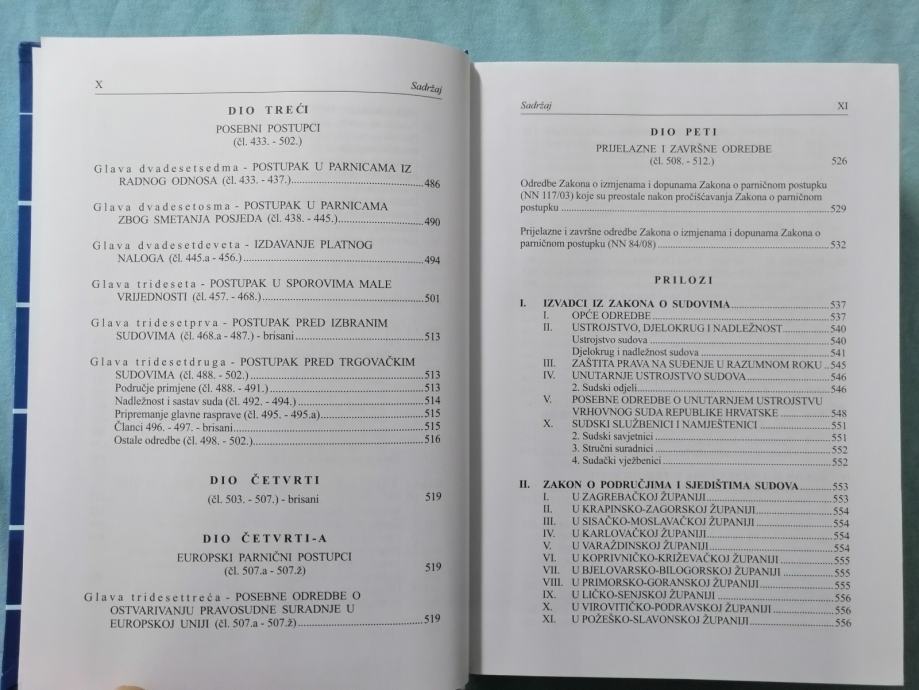 X Sadržaj
DIO TREĆI
POSEBNI POSTUPCI
(čl. 433. - 502.)
Glava dvadesetsedma - POSTUPAK U PARNICAMA IZ
RADNOG ODNOSA (čl. 433. - 437.)........................................486
Glava dvadesetosma - POSTUPAK U PARNICAMA
ZBOG SMETANJA POSJEDA (čl. 438. - 445.)........................490
Glava dvadesetdeveta - IZDAVANJE PLATNOG
NALOGA (čl. 445.a - 456.)........................................494
Glava trideseta - POSTUPAK U SPOROVIMA MALE
VRIJEDNOSTI (čl. 457. - 468.)........................................501
Glava tridesetprva - POSTUPAK PRED IZBRANIM
SUDOVIMA (čl. 468.a - 487.) - brisani........................................513
Glava tridesetdruga - POSTUPAK PRED TRGOVAČKIM
SUDOVIMA (čl. 488. - 502.)........................................513
Područje primjene (čl. 488. - 491.)........................................513
Nadležnost i sastav suda (čl. 492. - 494.)........................................514
Pripremanje glavne rasprave (čl. 495. - 495.a)........................................515
Članci 496. - 497. - brisani........................................515
Ostale odredbe (čl. 498. - 502.)........................................516
DIO ČETVRTI
(čl. 503. - 507.) - brisani 519
DIO ČETVRTI-A
EUROPSKI PARNIČNI POSTUPCI
(čl. 507.a - 507.ž) 519
Glava tridesettreća - POSEBNE ODREDBE O
OSTVARIVANJU PRAVOSUDNE SURADNJE U
EUROPSKOJ UNIJI (čl. 507.a - 507.ž)........................................519
Sadržaj XI
DIO PETI
PRIJELAZNE I ZAVRŠNE ODREDBE
(čl. 508. - 512.) 526
Odredbe Zakona o izmjenama i dopunama Zakona o parničnom postupku
(NN 117/03) koje su preostale nakon pročišćavanja Zakona o parničnom
postupku ........................................529
Prijelazne i završne odredbe Zakona o izmjenama i dopunama Zakona o
parničnom postupku (NN 84/08) ........................................532
PRILOZI
I. IZVADCI IZ ZAKONA O SUDOVIMA........................................537
I. OPĆE ODREDBE ........................................537
II. USTROJSTVO, DJELOKRUG I NADLEŽNOST........................................540
Ustrojstvo sudova ........................................540
Djelokrug i nadležnost sudova ........................................541
III. ZAŠTITA PRAVA NA SUĐENJE U RAZUMNOM ROKU ..545
IV. UNUTARNJE USTROJSTVO SUDOVA........................................546
2. Sudski odjeli........................................546
V. POSEBNE ODREDBE O UNUTARNJEM USTROJSTVU
VRHOVNOG SUDA REPUBLIKE HRVATSKE ........................................548
X. SUDSKI SLUŽBENICI I NAMJEŠTENICI ........................................551
2. Sudski savjetnici ........................................551
3. Stručni suradnici ........................................552
4. Sudački vježbenici ........................................552
II. ZAKON O PODRUČJIMA I SJEDIŠTIMA SUDOVA........................................553
I. U ZAGREBAČKOJ ŽUPANIJI........................................553
II. U KRAPINSKO-ZAGORSKOJ ŽUPANIJI........................................554
III. U SISAČKO-MOSLAVAČKOJ ŽUPANIJI ........................................554
IV. U KARLOVAČKOJ ŽUPANIJI........................................554
V. U VARAŽDINSKOJ ŽUPANIJI........................................554
VI. U KOPRIVNIČKO-KRIŽEVAČKOJ ŽUPANIJI ........................................555
VII. U BJELOVARSKO-BILOGORSKOJ ŽUPANIJI ........................................555
VIII. U PRIMORSKO-GORANSKOJ ŽUPANIJI........................................555
IX. U LIČKO-SENJSKOJ ŽUPANIJI ........................................556
X. U VIROVITIČKO-PODRAVSKOJ ŽUPANIJI ........................................556
XI. U POŽEŠKO-SLAVONSKOJ ŽUPANIJI........................................556